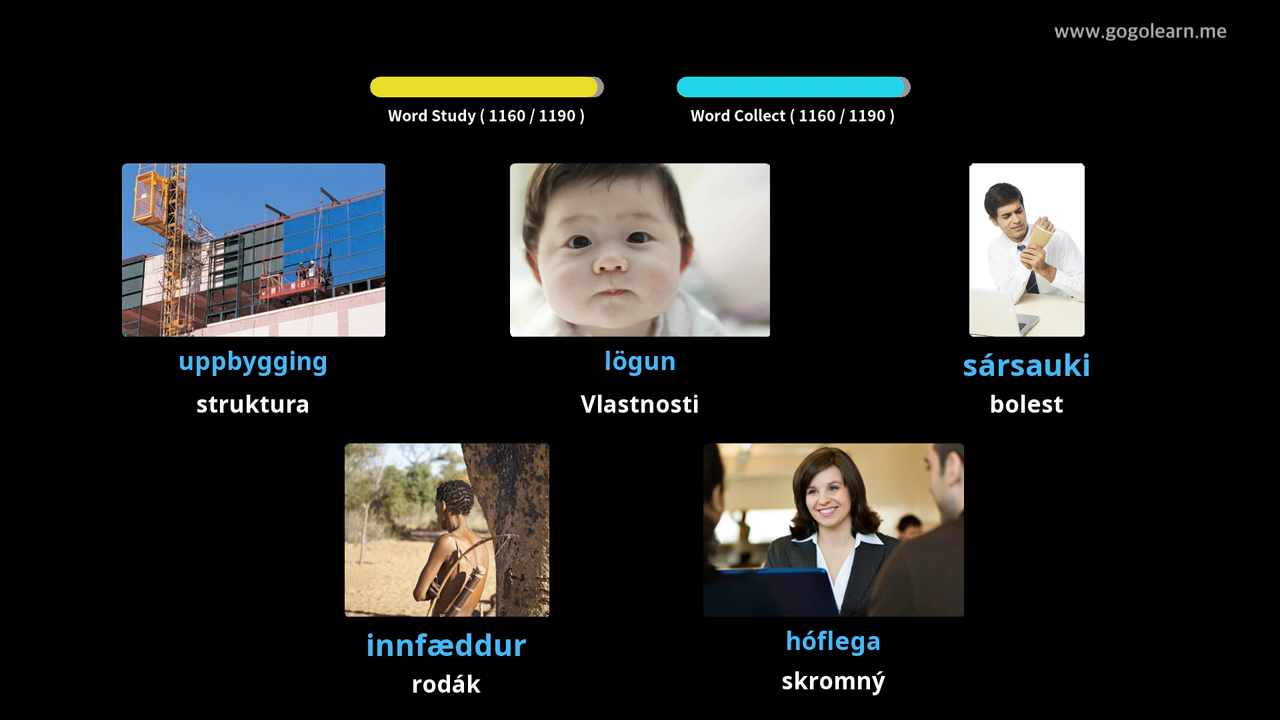 www.gogolearn.me
Word Study ( 1160 / 1190 )
Word Collect ( 1160 / 1190 )
uppbygging
struktura
lögun
Vlastnosti
sársauki
bolest
innfæddur
rodák
hóflega
skromný